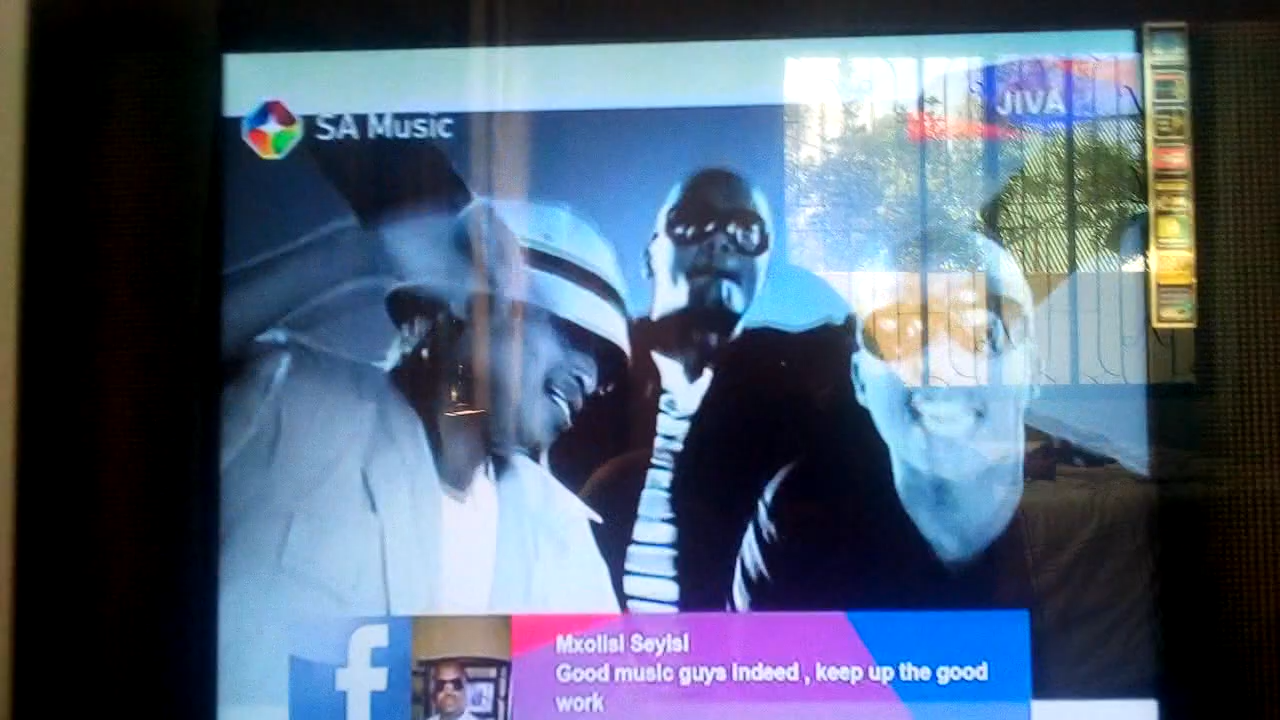 SA Music
JIVA
Mxolisi Seyisi
Good music guys indeed , keep up the good
work